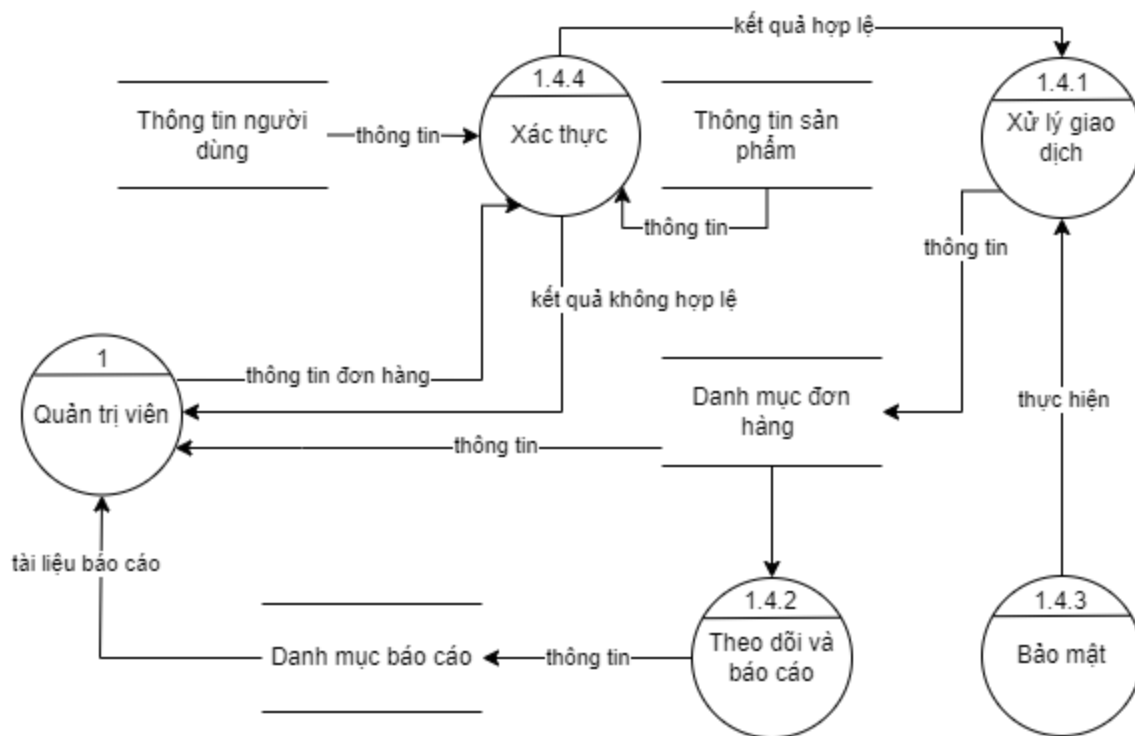 kết quả hợp lệ
1.4.4
1.4.1
Thông tin người
dùng
thông tin
Xác thực
Thông tin sản
phẩm
Xử lý giao
dịch
thông tin
thông tin
kết quả không hợp lệ
1
Quản trị viên
thông tin đơn hàng
Danh mục đơn
hàng
thực hiện
thông tin
tài liệu báo cáo
1.4.2
1.4.3
Danh mục báo cáo
thông tin
Theo dõi và
báo cáo
Bảo mật